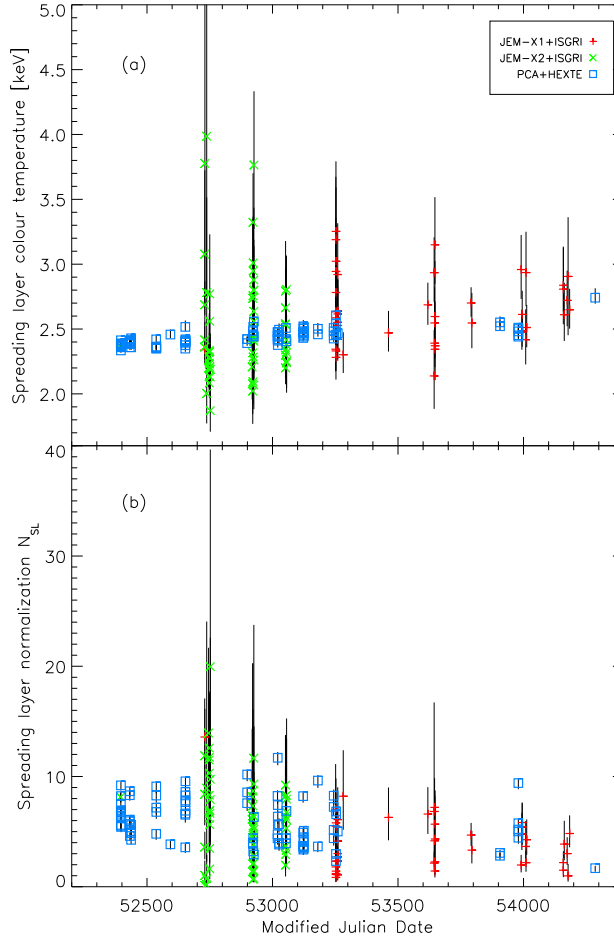 5.0
4.5
4.0
3.5
3.0
2.5
2.0
Spreading layer colour temperature [keV]
(a)
JEM-X1+ISGRI
JEM-X2+ISGRI
PCA+HEXTE
40
30
20
10
0
Spreading layer normalization N_SL
(b)
52500
53000
53500
54000
Modified Julian Date